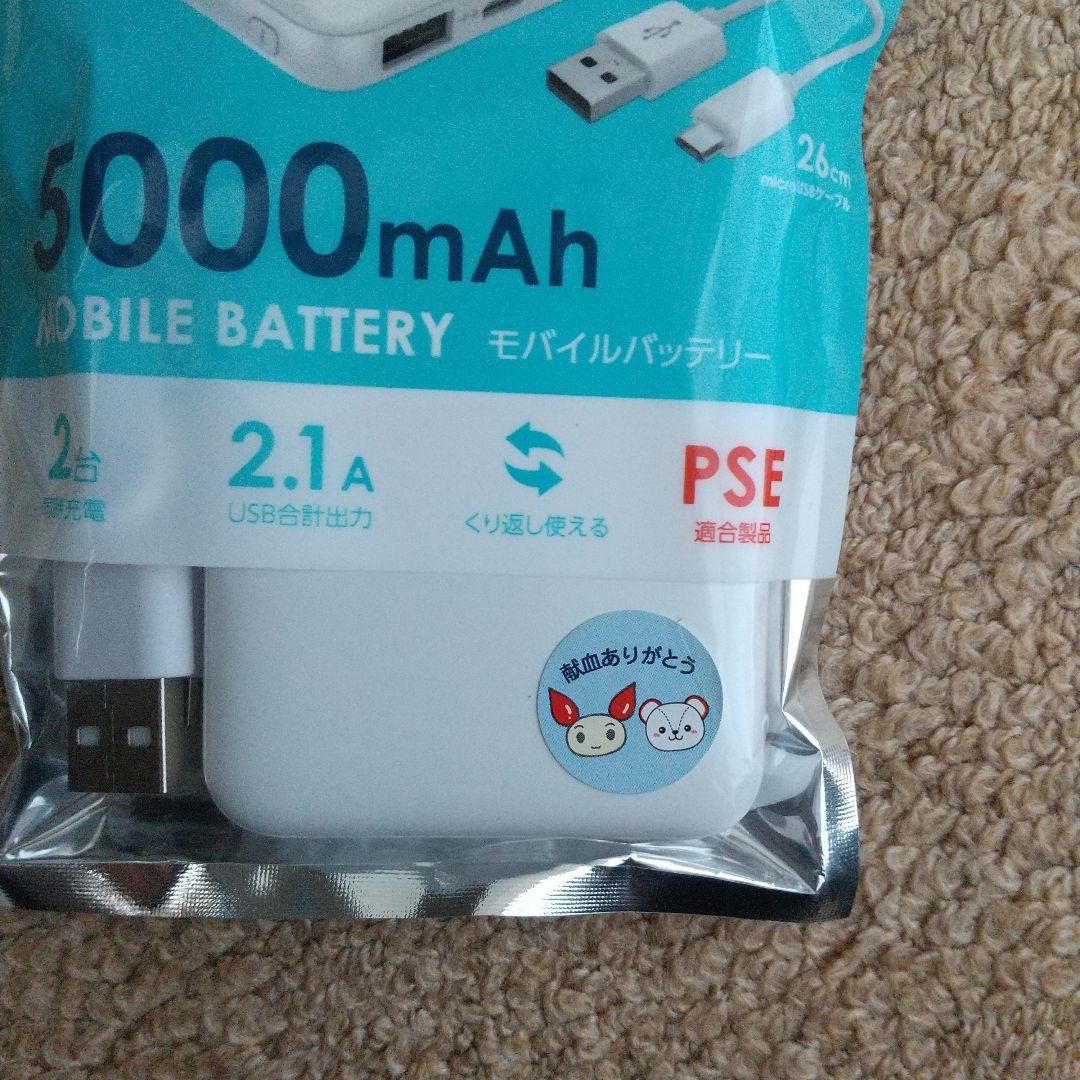 26cm
microUSBケーブル
5000mAh
MOBILE BATTERY モバイルバッテリー
2台
同時充電
2.1A
USB合計出力
くり返し使える
PSE
適合製品
献血ありがとう